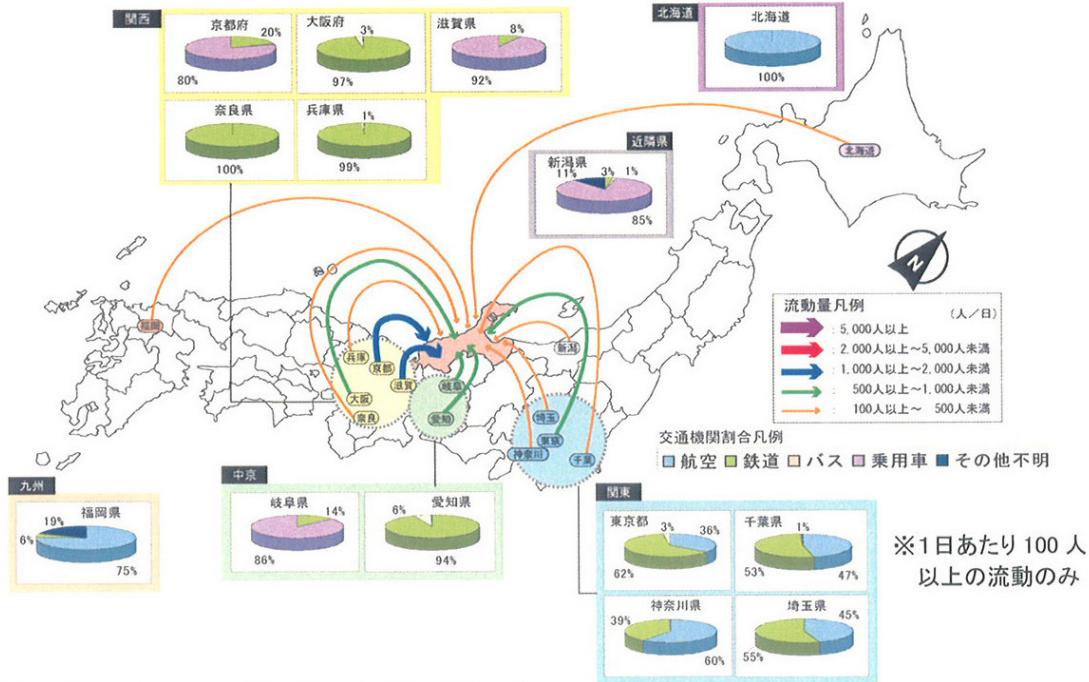 関西
京都府
20%
80%
大阪府
3%
97%
滋賀県
8%
92%
奈良県
100%
兵庫県
1%
99%
北海道
北海道
100%
近隣県
新潟県
11%
3%
1%
85%
北海道
福岡
兵庫
京都
滋賀
大阪
奈良
岐阜
愛知
新潟
埼玉
東京
神奈川
千葉
N
流動量凡例
(人/日)
: 5,000人以上
: 2,000人以上~5,000人未満
: 1,000人以上~2,000人未満
: 500人以上~1,000人未満
: 100人以上~ 500人未満
交通機関割合凡例
航空 鉄道 バス 乗用車 その他不明
九州
福岡県
19%
6%
75%
中京
岐阜県
14%
86%
愛知県
6%
94%
関東
東京都
3%
36%
62%
千葉県
1%
53%
47%
神奈川県
39%
60%
埼玉県
45%
55%
※1日あたり100人
以上の流動のみ